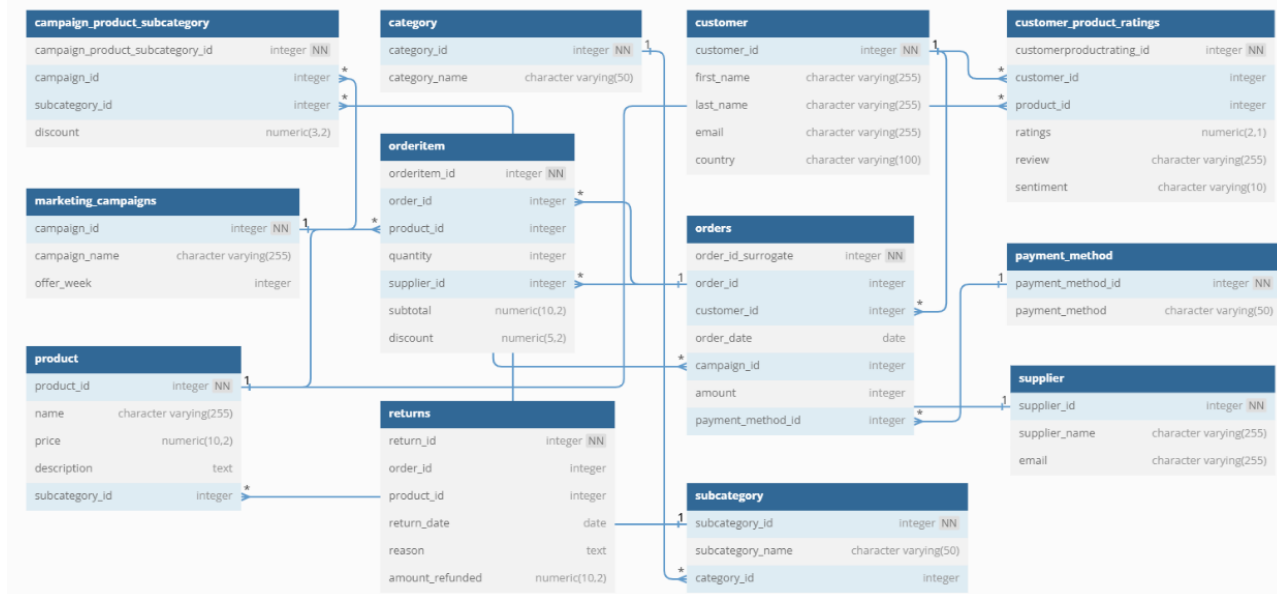 campaign_product_subcategory
campaign_product_subcategory_id integer NN
campaign_id integer *
subcategory_id integer *
discount numeric(3,2)
category
category_id integer NN 1
category_name character varying(50)
customer
customer_id integer NN 1
first_name character varying(255)
last_name character varying(255)
email character varying(255)
country character varying(100)
customer_product_ratings
customerproductrating_id integer NN
* customer_id integer
* product_id integer
ratings numeric(2,1)
review character varying(255)
sentiment character varying(10)
marketing_campaigns
campaign_id integer NN 1
campaign_name character varying(255)
offer_week integer
orderitem
orderitem_id integer NN
order_id integer *
* product_id integer
quantity integer
supplier_id integer *
subtotal numeric(10,2)
discount numeric(5,2)
orders
order_id_surrogate integer NN
1 order_id integer
customer_id integer *
order_date date
* campaign_id integer
amount integer
payment_method_id integer *
payment_method
1 payment_method_id integer NN
payment_method character varying(50)
product
product_id integer NN 1
name character varying(255)
price numeric(10,2)
description text
subcategory_id integer *
returns
return_id integer NN
order_id integer
product_id integer
return_date date
reason text
amount_refunded numeric(10,2)
supplier
1 supplier_id integer NN
supplier_name character varying(255)
email character varying(255)
subcategory
1 subcategory_id integer NN
subcategory_name character varying(50)
* category_id integer